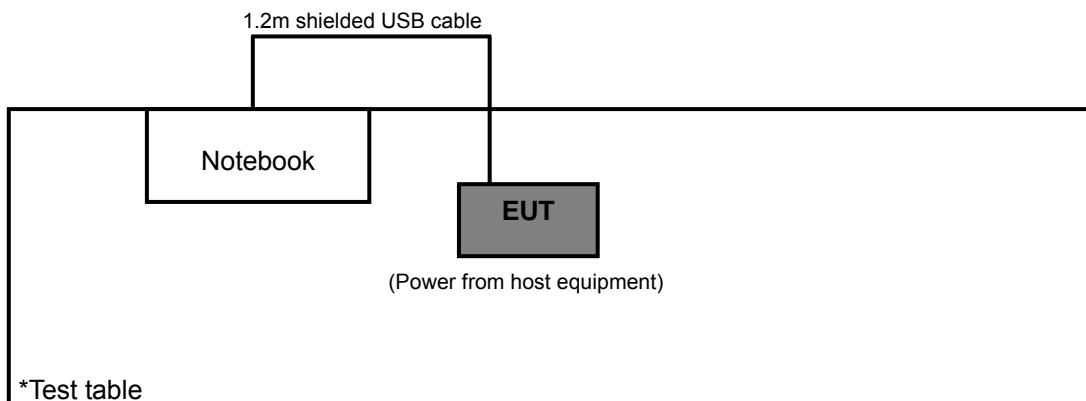 1.2m shielded USB cable
Notebook
EUT
(Power from host equipment)
*Test table